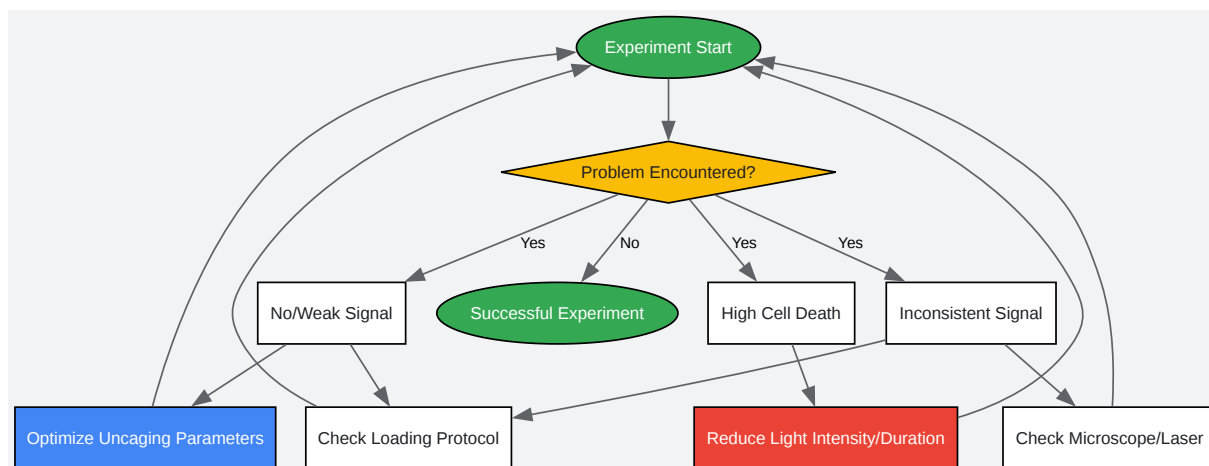 Experiment Start
Problem Encountered?
Yes
No
Yes
Yes
No/Weak Signal
Successful Experiment
High Cell Death
Inconsistent Signal
Optimize Uncaging Parameters
Check Loading Protocol
Reduce Light Intensity/Duration
Check Microscope/Laser